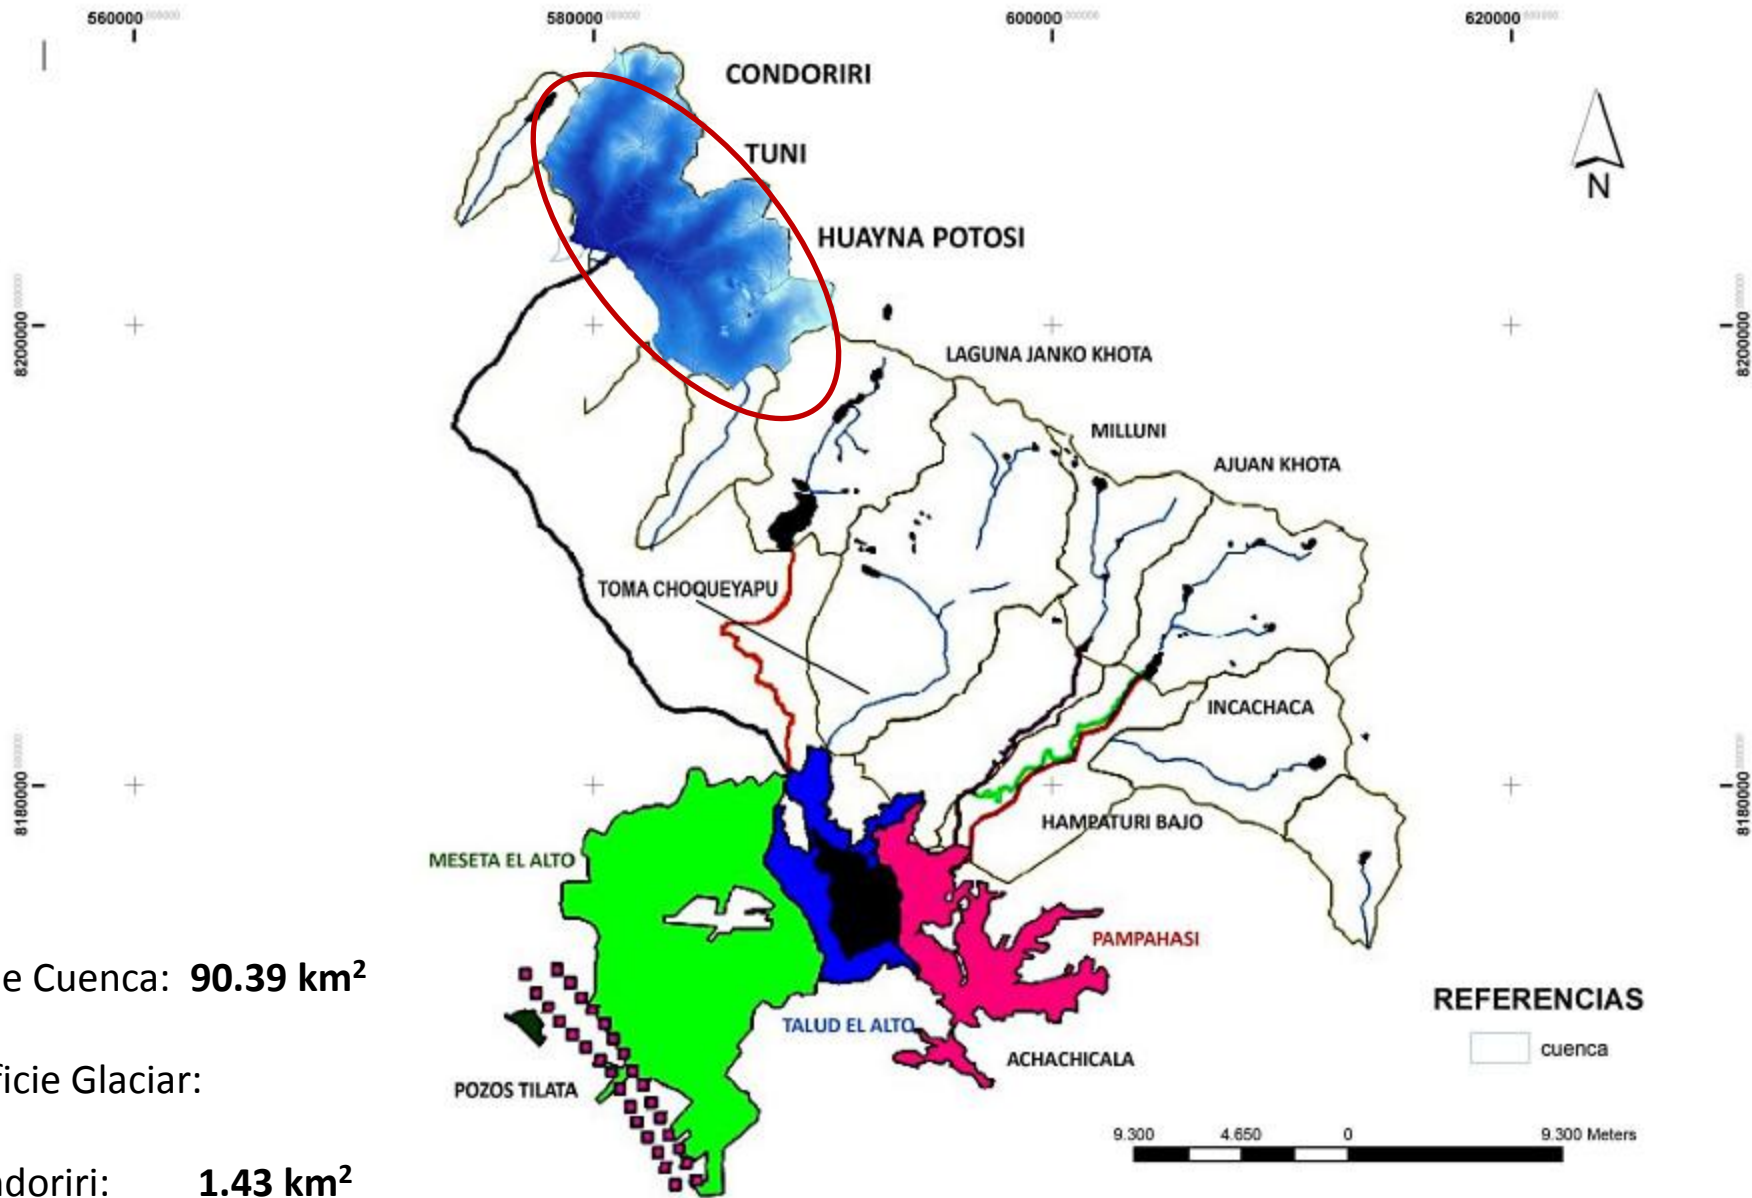 560000
580000
600000
620000
CONDORIRI
TUNI
N
HUAYNA POTOSI
8200000
8200000
LAGUNA JANKO KHOTA
MILLUNI
AJUAN KHOTA
TOMA CHOQUEYAPU
INCACHACA
8180000
8180000
HAMPATURI BAJO
MESETA EL ALTO
PAMPAHASI
e Cuenca: 90.39 km²
REFERENCIAS
TALUD EL ALTO
cuenca
ACHACHICALA
ficie Glaciar:
POZOS TILATA
9.300 4.650 0 9.300 Meters
ndoriri: 1.43 km²